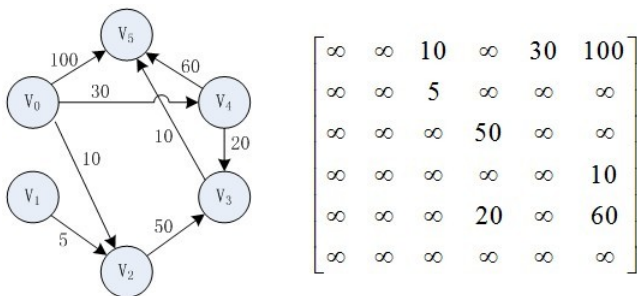 V5
100
60
V0
30
V4
10
20
10
V1
V3
5
50
V2
∞ ∞ 10 ∞ 30 100
∞ ∞ 5 ∞ ∞ ∞
∞ ∞ ∞ 50 ∞ ∞
∞ ∞ ∞ ∞ ∞ 10
∞ ∞ ∞ 20 ∞ 60
∞ ∞ ∞ ∞ ∞ ∞